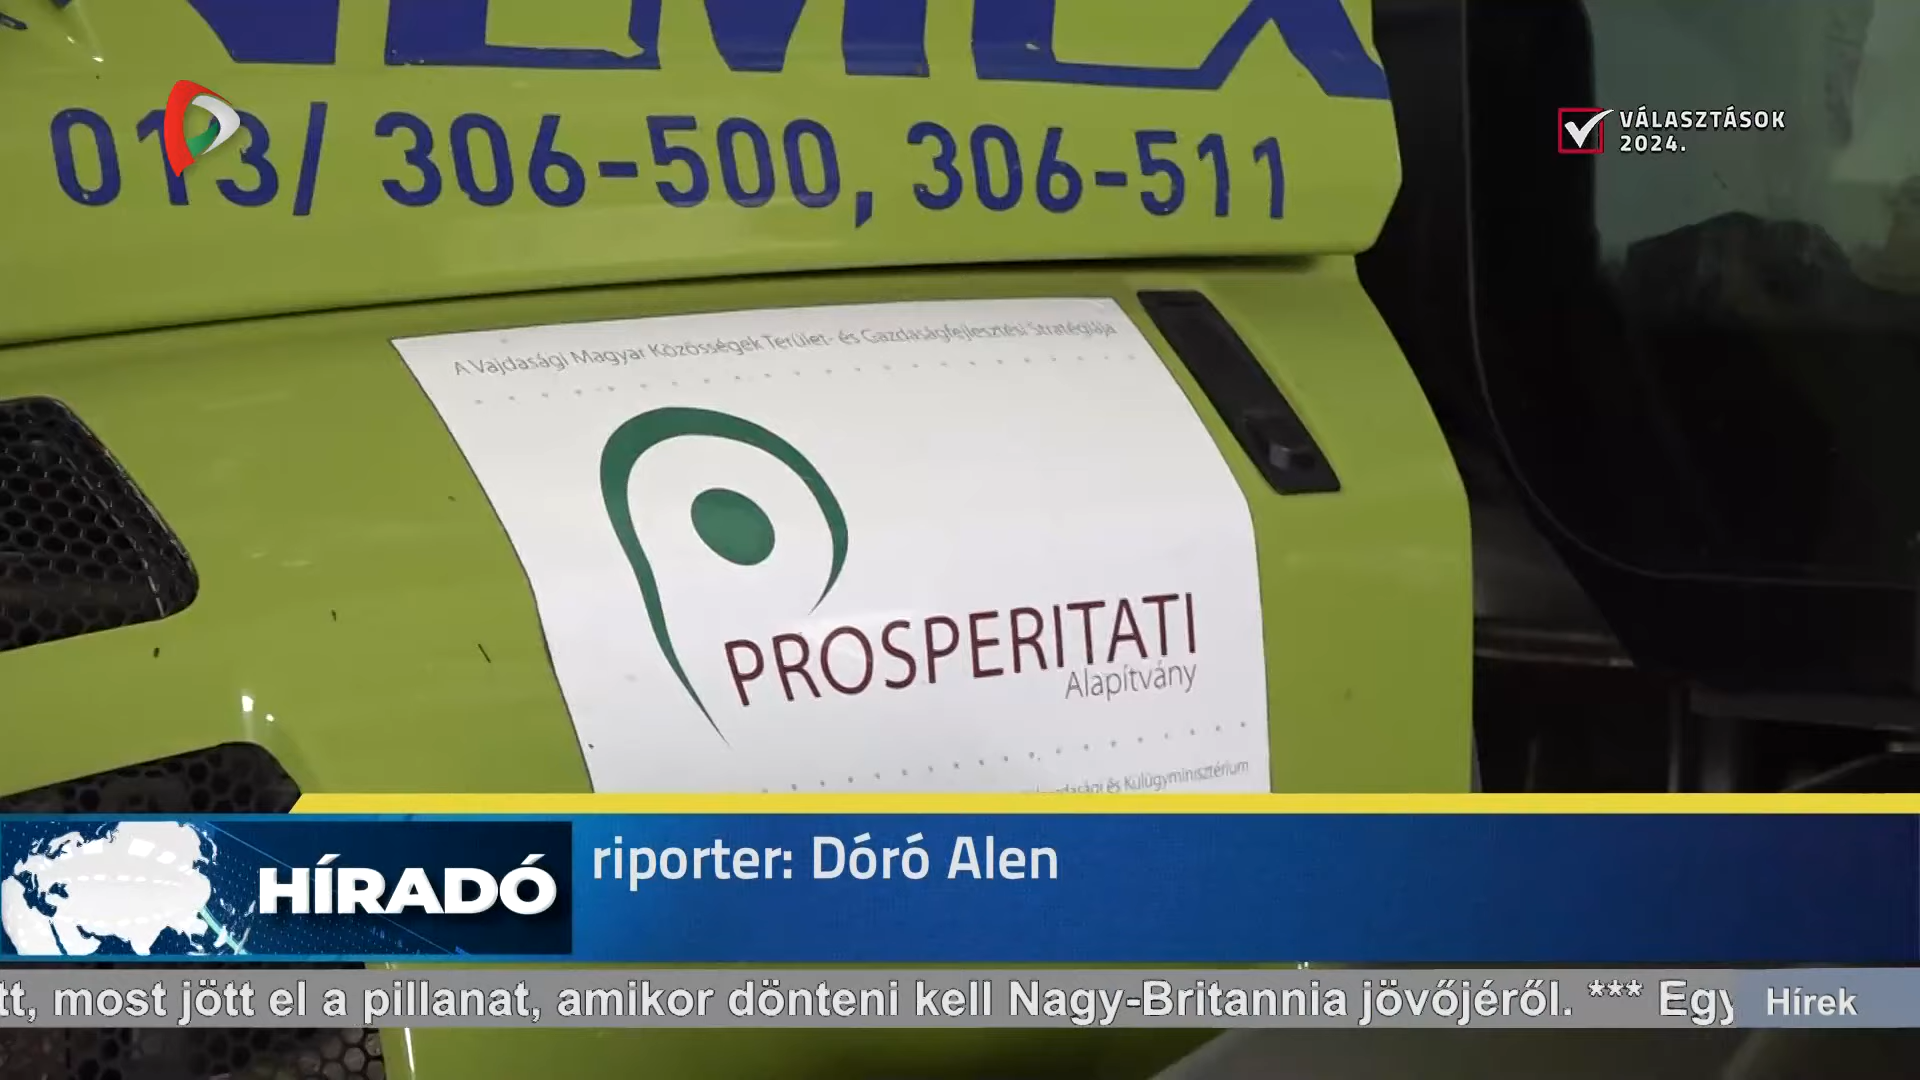 013/ 306-500, 306-511
VÁLASZTÁSOK
2024.
A Vajdasági Magyar Közösségek Terület- és Gazdaságfejlesztési Stratégiája
PROSPERITATI
Alapítvány
és Külügyminisztérium
HÍRADÓ
riporter: Dóró Alen
most jött el a pillanat, amikor dönteni kell Nagy-Britannia jövőjéről. *** Egy
Hírek